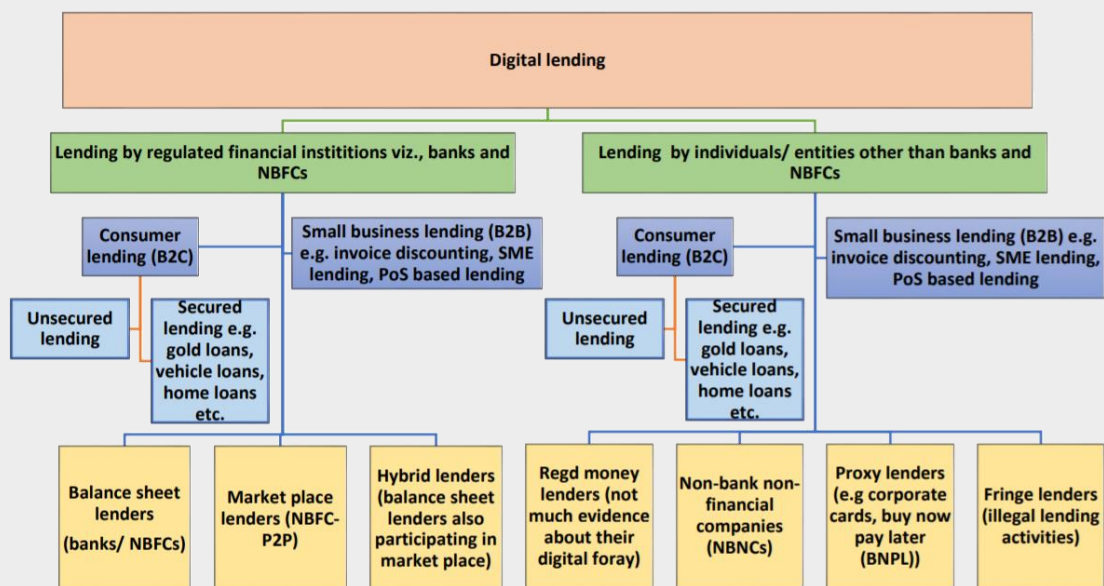 Digital lending
Lending by regulated financial instititions viz., banks and
NBFCs
Lending by individuals/ entities other than banks and
NBFCs
Consumer
lending (B2C)
Small business lending (B2B)
e.g. invoice discounting, SME
lending, PoS based lending
Unsecured
lending
Secured
lending e.g.
gold loans,
vehicle loans,
home loans
etc.
Consumer
lending (B2C)
Small business lending (B2B) e.g.
invoice discounting, SME lending,
PoS based lending
Unsecured
lending
Secured
lending e.g.
gold loans,
vehicle loans,
home loans
etc.
Balance sheet
lenders
(banks/ NBFCs)
Market place
lenders (NBFC-
P2P)
Hybrid lenders
(balance sheet
lenders also
participating in
market place)
Regd money
lenders (not
much evidence
about their
digital foray)
Non-bank non-
financial
companies
(NBNCs)
Proxy lenders
(e.g corporate
cards, buy now
pay later
(BNPL))
Fringe lenders
(illegal lending
activities)